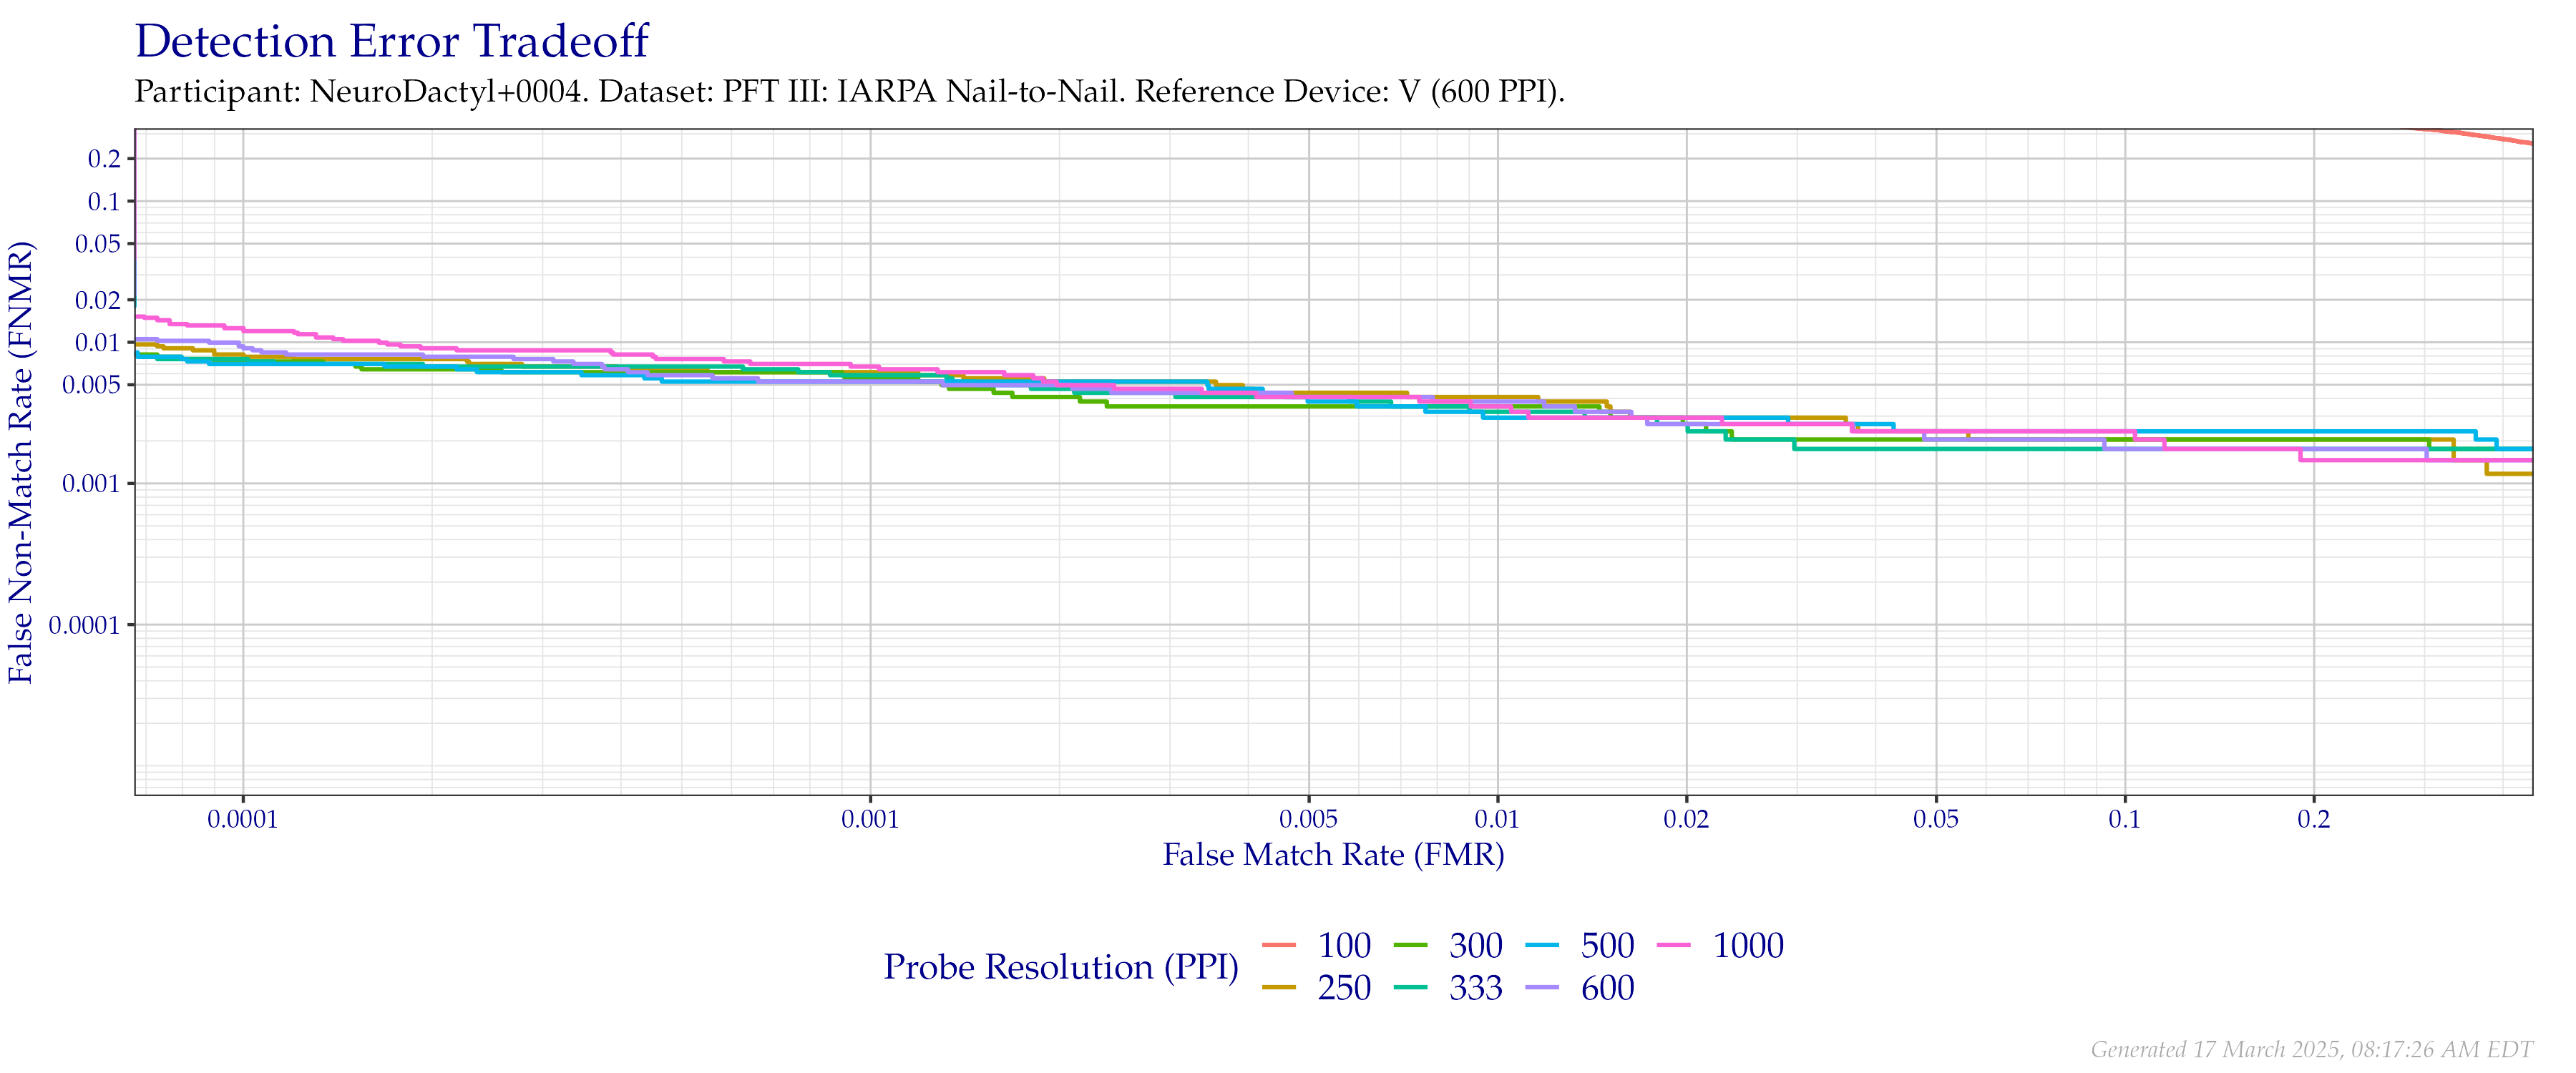 Detection Error Tradeoff
Participant: NeuroDactyl+0004. Dataset: PFT III: IARPA Nail-to-Nail. Reference Device: V (600 PPI).
False Non-Match Rate (FNMR)
0.2
0.1
0.05
0.02
0.01
0.005
0.001
0.0001
0.0001 0.001 0.005 0.01 0.02 0.05 0.1 0.2
False Match Rate (FMR)
Probe Resolution (PPI)
100 300 500 1000
250 333 600
Generated 17 March 2025, 08:17:26 AM EDT